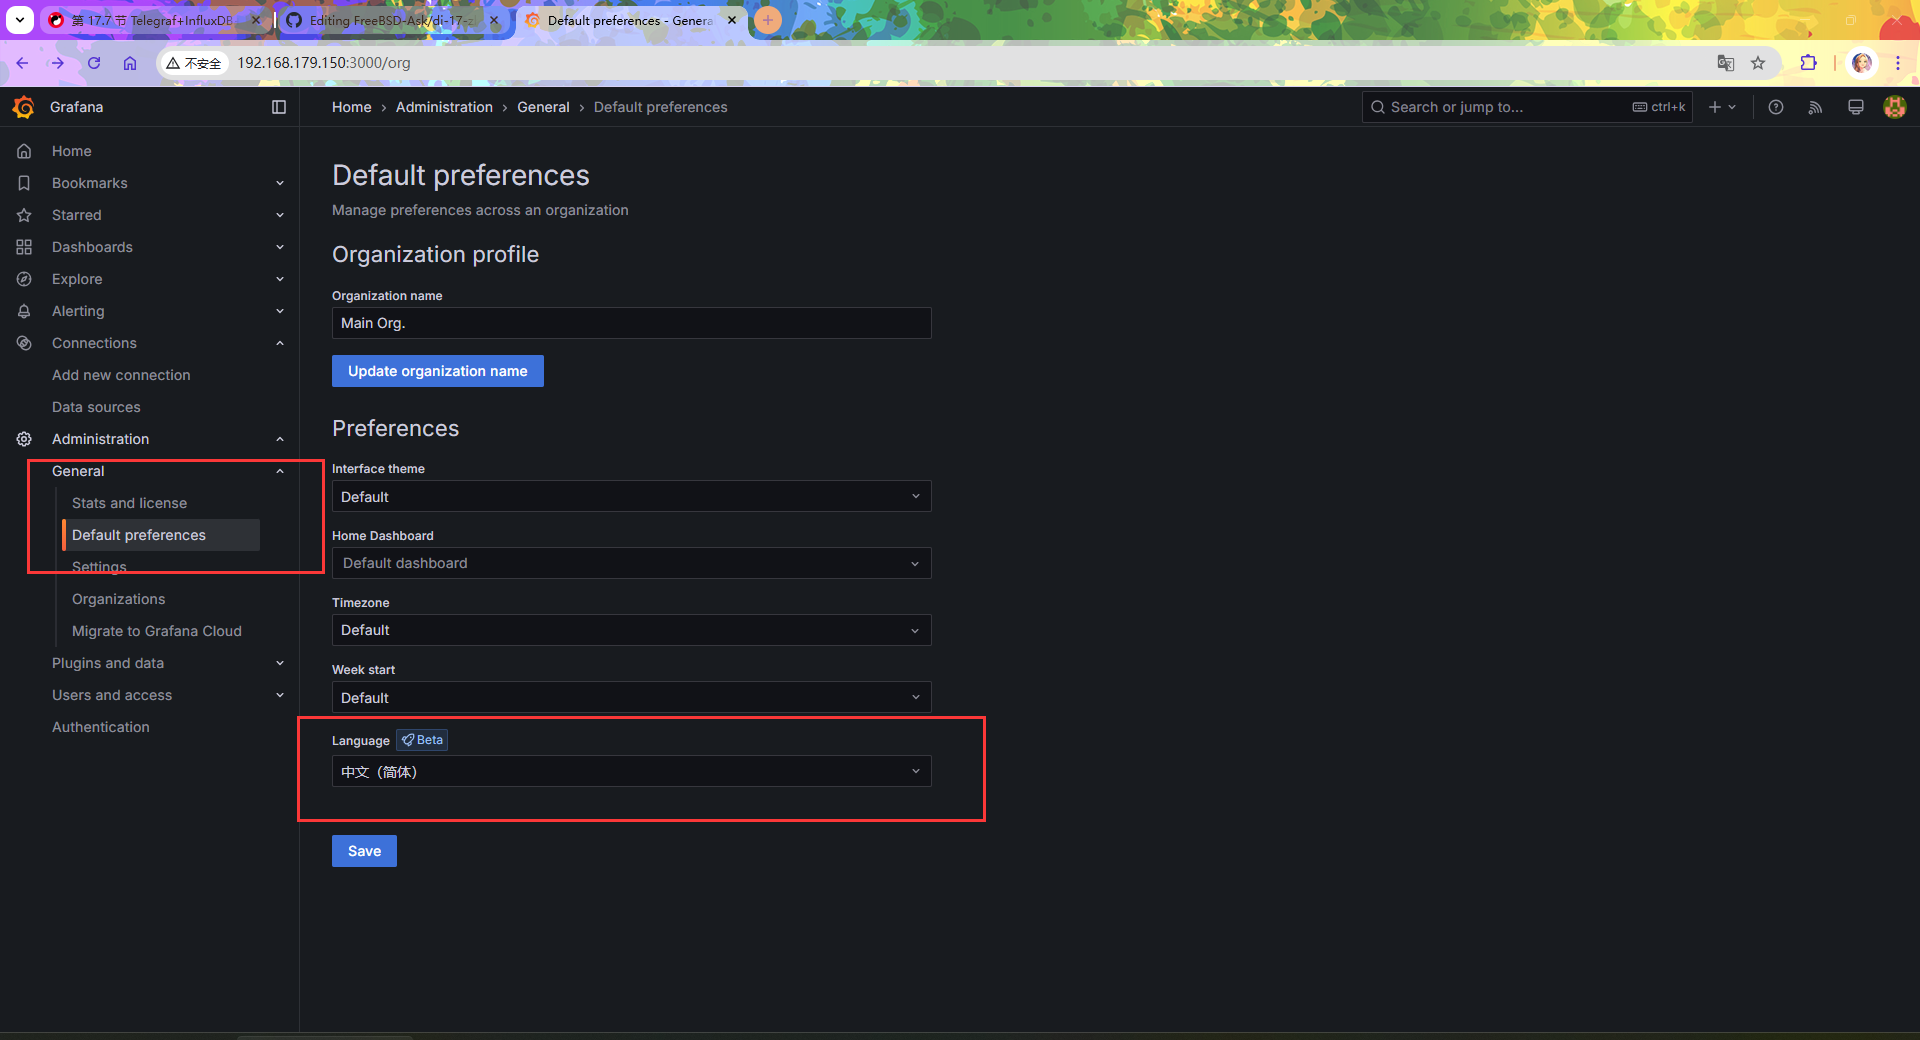 第 17.7 节 Telegraf+InfluxDB
Editing FreeBSD-Ask/di-17-z
Default preferences - Genera
不安全
192.168.179.150:3000/org
Grafana
Home › Administration › General › Default preferences
Search or jump to...
ctrl+k
Home
Bookmarks
Starred
Dashboards
Explore
Alerting
Connections
Add new connection
Data sources
Administration
General
Stats and license
Default preferences
Settings
Organizations
Migrate to Grafana Cloud
Plugins and data
Users and access
Authentication
Default preferences
Manage preferences across an organization
Organization profile
Organization name
Main Org.
Update organization name
Preferences
Interface theme
Default
Home Dashboard
Default dashboard
Timezone
Default
Week start
Default
Language Beta
中文（简体）
Save